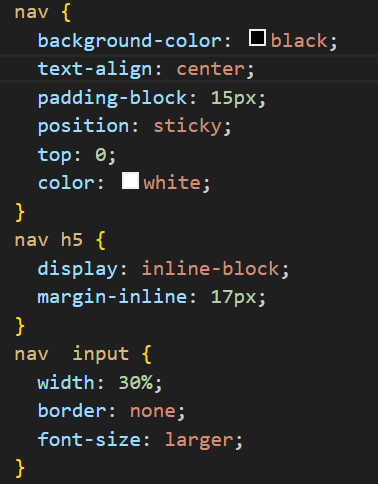 nav {
  background-color: black;
  text-align: center;
  padding-block: 15px;
  position: sticky;
  top: 0;
  color: white;
}
nav h5 {
  display: inline-block;
  margin-inline: 17px;
}
nav  input {
  width: 30%;
  border: none;
  font-size: larger;
}